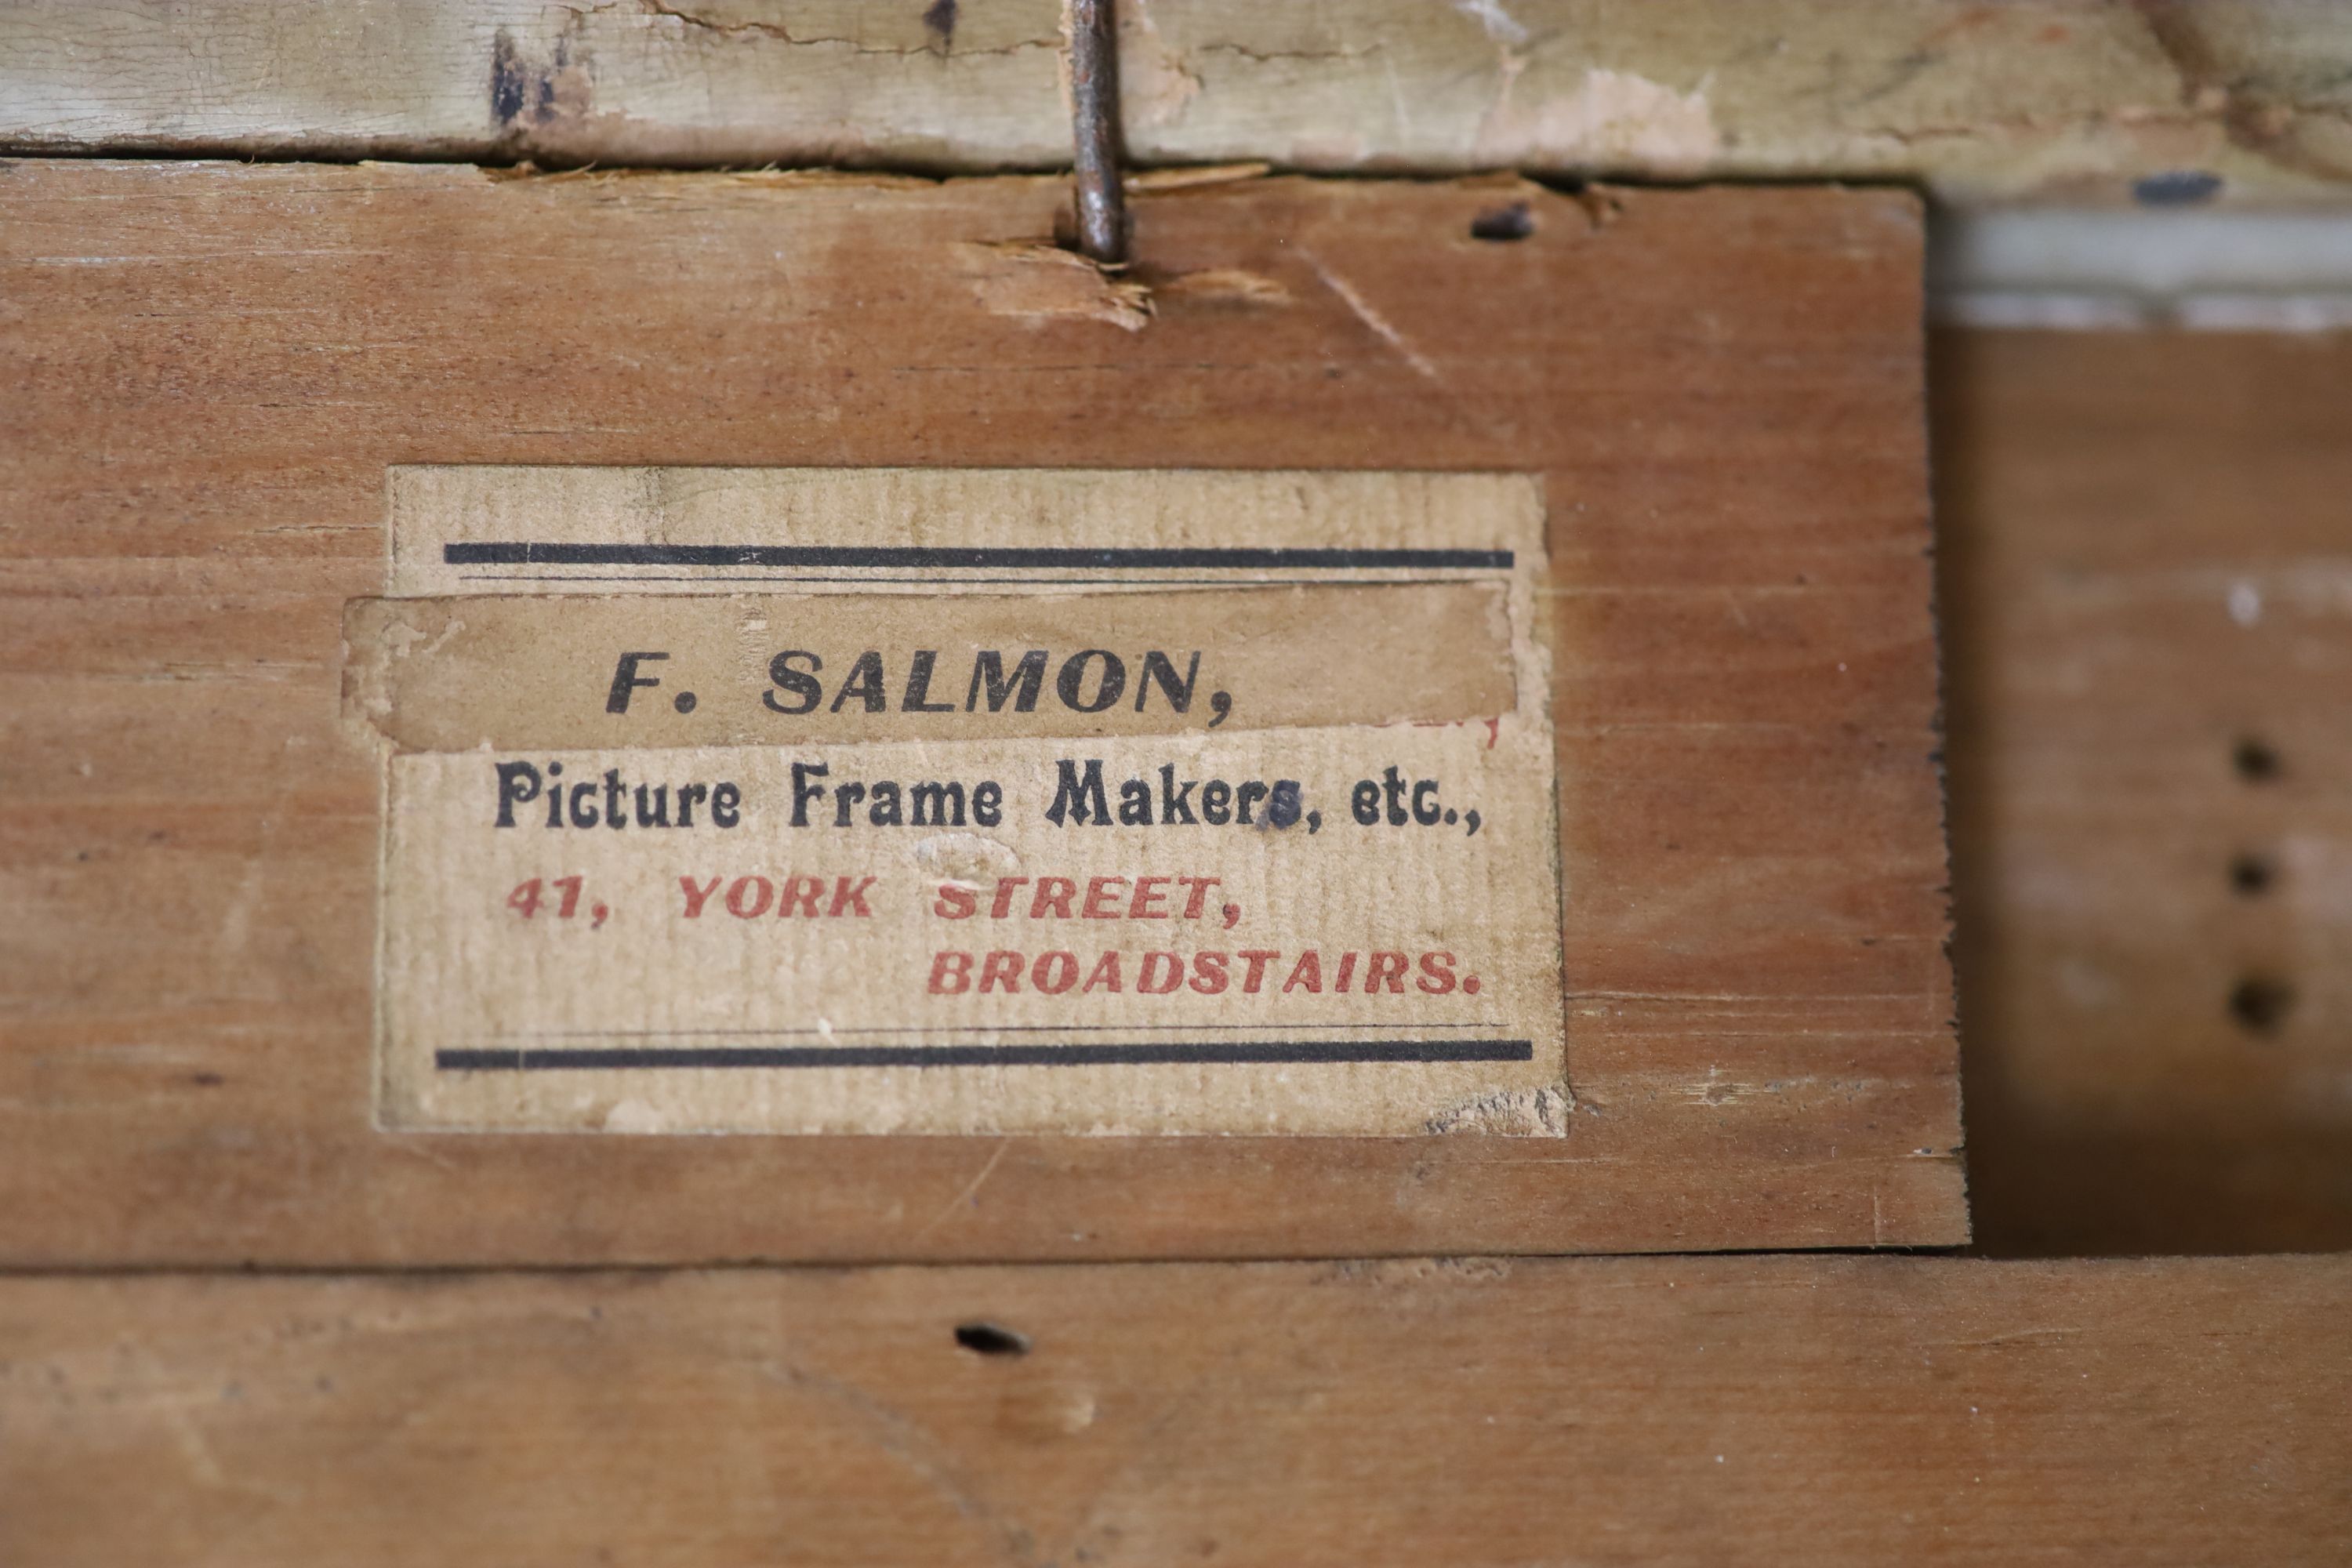 F. SALMON,
Picture Frame Makers, etc.,
41, YORK STREET,
BROADSTAIRS.